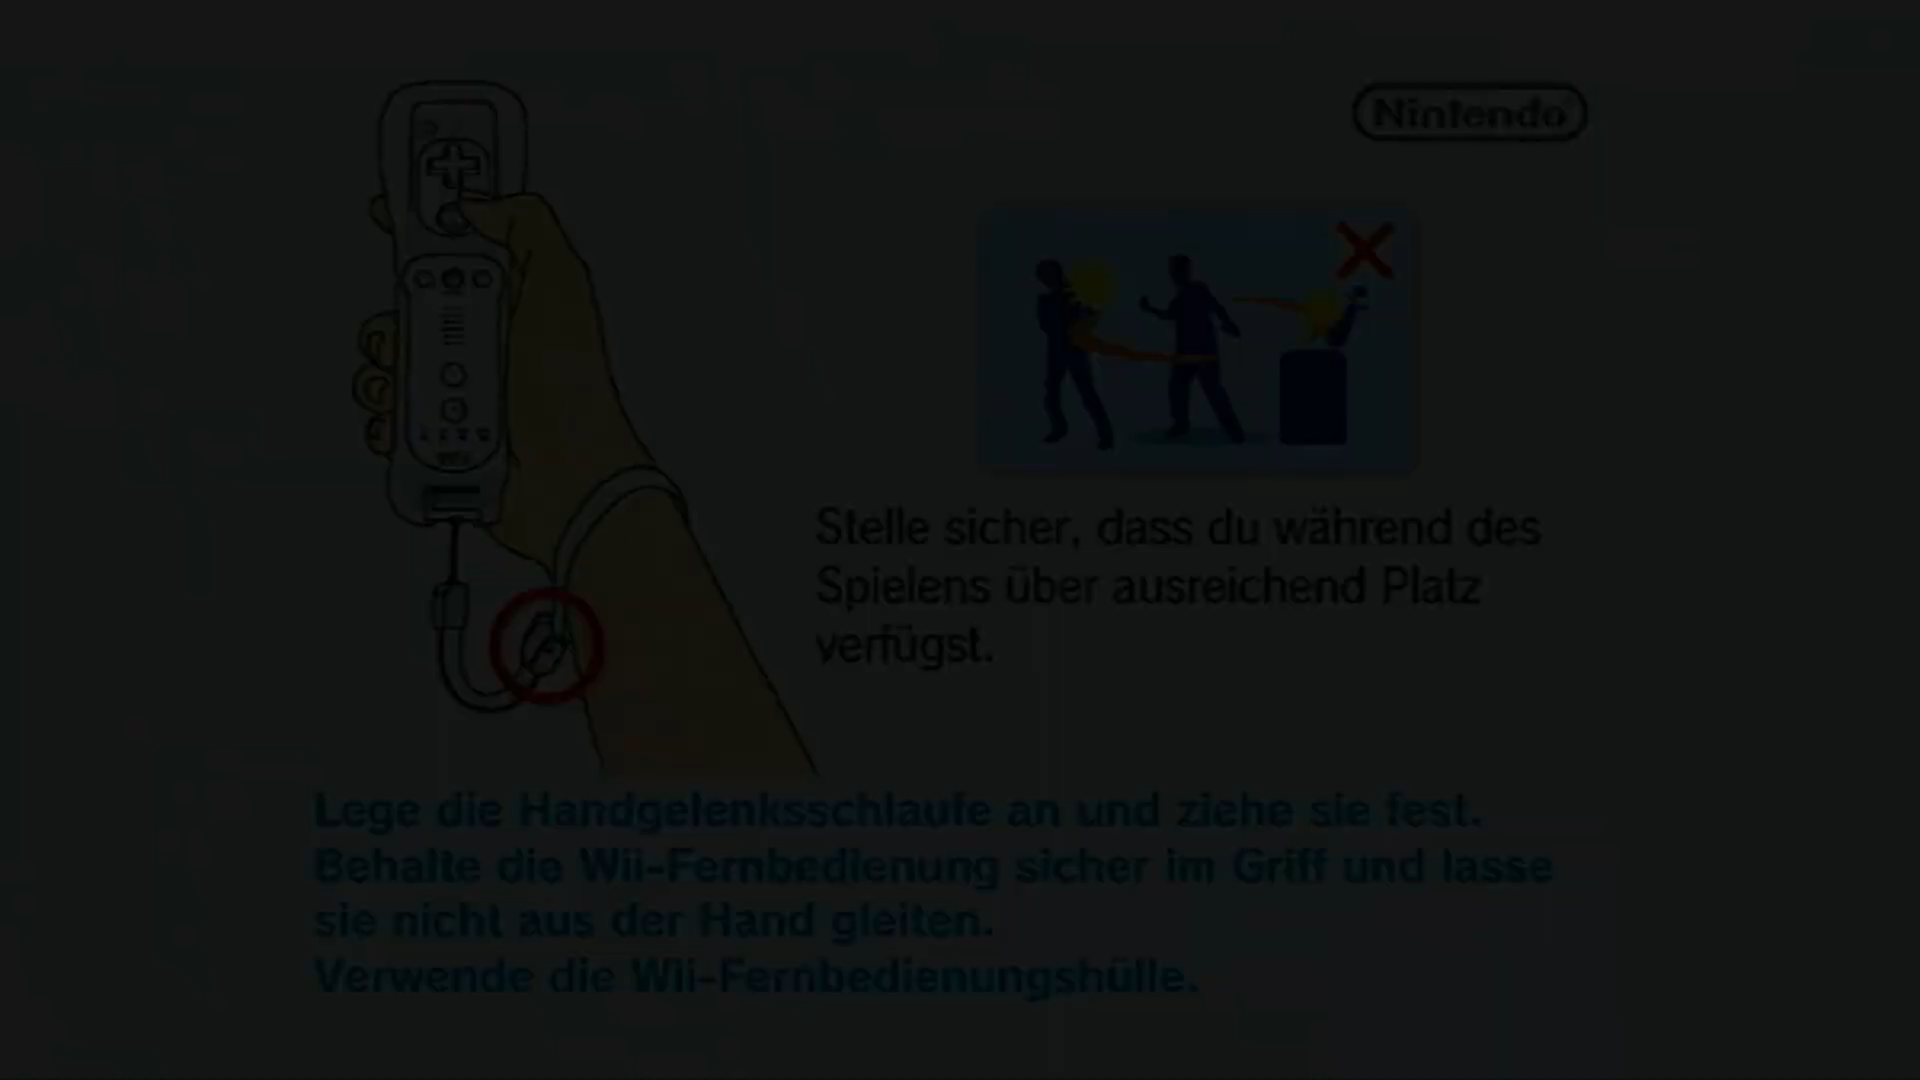 Nintendo
Stelle sicher, dass du während des
Spielens über ausreichend Platz
verfügst.
Lege die Handgelenksschlaufe an und ziehe sie fest.
Behalte die Wii-Fernbedienung sicher im Griff und lasse
sie nicht aus der Hand gleiten.
Verwende die Wii-Fernbedienungshülle.